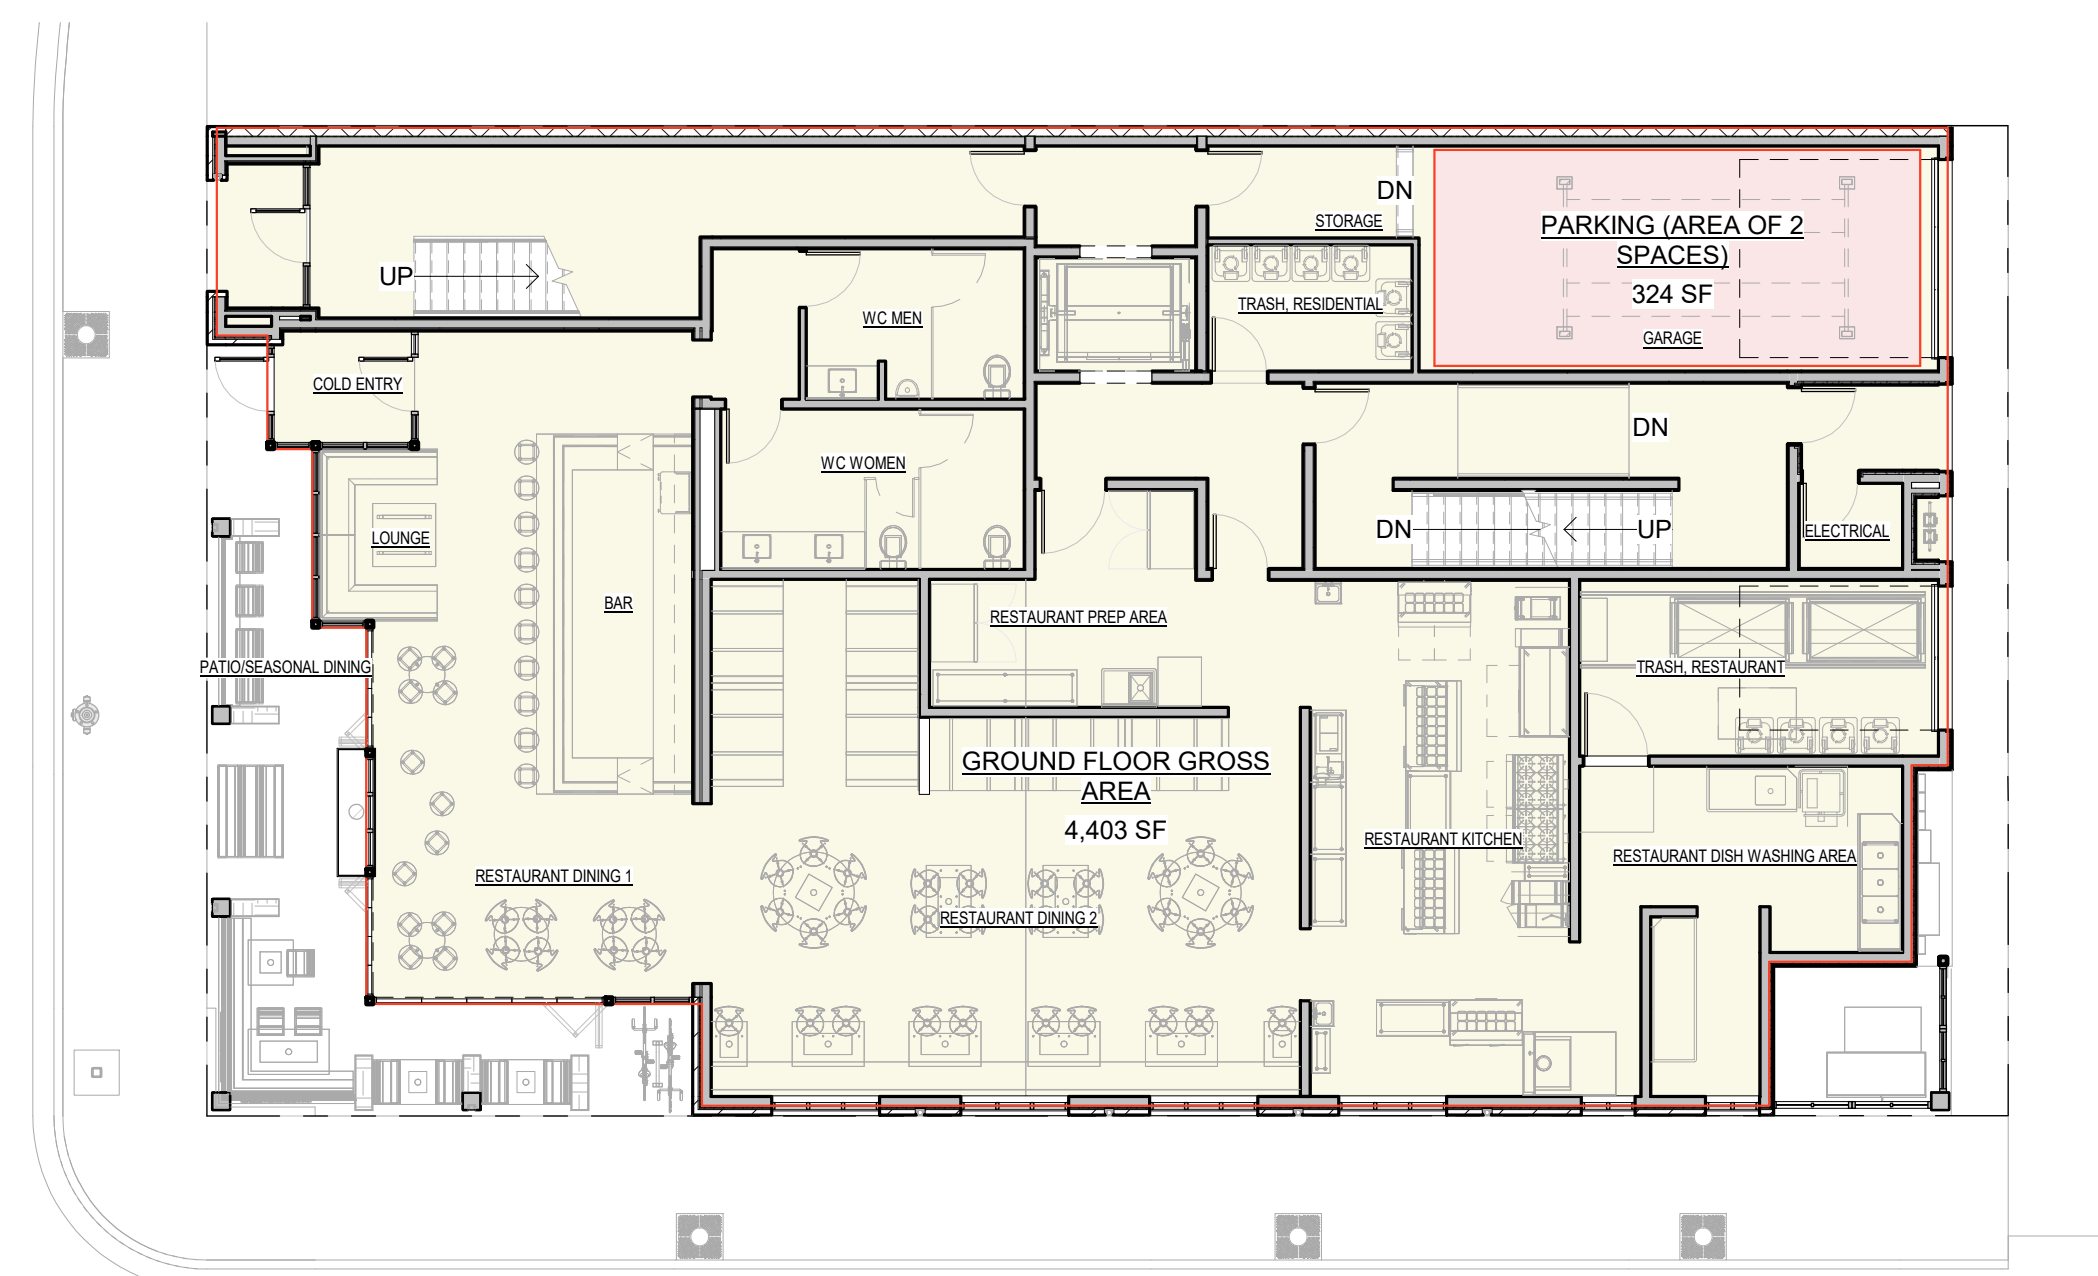 DN
STORAGE
PARKING (AREA OF 2
SPACES)
324 SF
GARAGE
UP
TRASH, RESIDENTIAL
WC MEN
COLD ENTRY
DN
WC WOMEN
LOUNGE
DN
UP
ELECTRICAL
BAR
RESTAURANT PREP AREA
PATIO/SEASONAL DINING
TRASH, RESTAURANT
GROUND FLOOR GROSS
AREA
4,403 SF
RESTAURANT KITCHEN
RESTAURANT DISH WASHING AREA
RESTAURANT DINING 1
RESTAURANT DINING 2